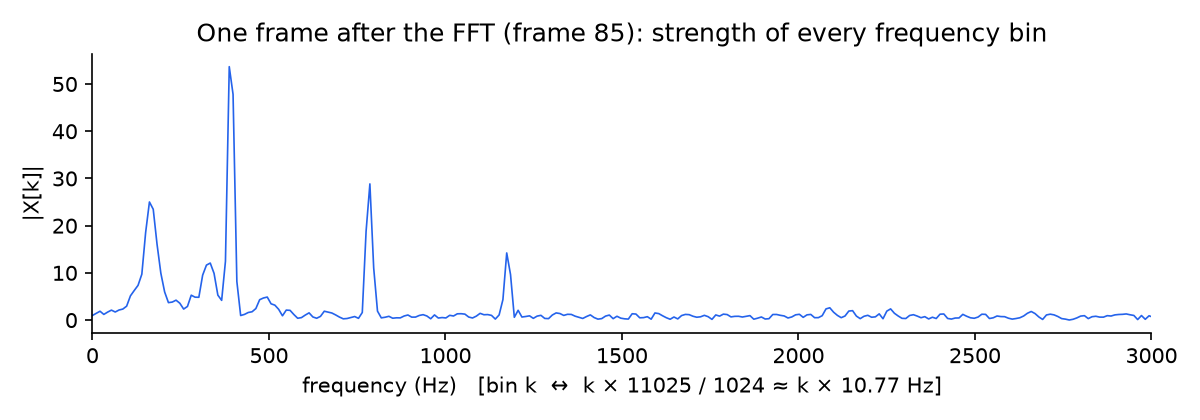 One frame after the FFT (frame 85): strength of every frequency bin
|X[k]|
50
40
30
20
10
0
0 500 1000 1500 2000 2500 3000
frequency (Hz) [bin k ↔ k × 11025 / 1024 ≈ k × 10.77 Hz]